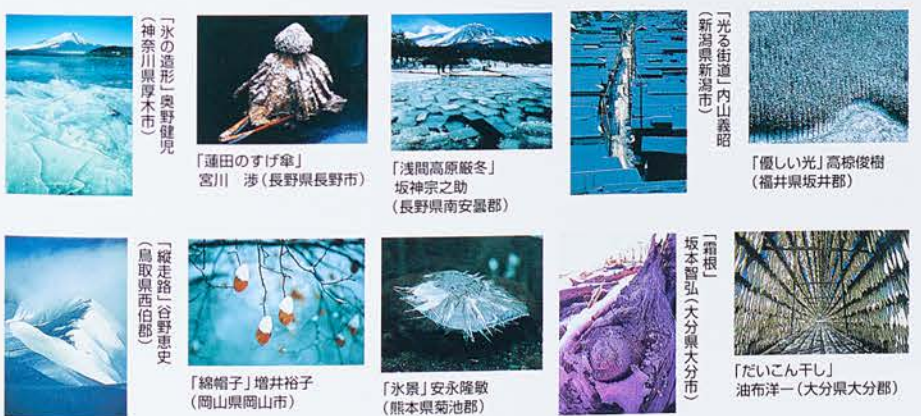 「氷の造形」奥野健児
(神奈川県厚木市)
「蓮田のすげ傘」
宮川　渉(長野県長野市)
「浅間高原厳冬」
坂神宗之助
(長野県南安曇郡)
「光る街道」内山義昭
(新潟県新潟市)
「優しい光」高椋俊樹
(福井県坂井郡)
「縦走路」谷野恵史
(鳥取県西伯郡)
「綿帽子」増井裕子
(岡山県岡山市)
「氷景」安永隆敏
(熊本県菊池郡)
「霜根」
坂本智弘(大分県大分市)
「だいこん干し」
油布洋一(大分県大分郡)